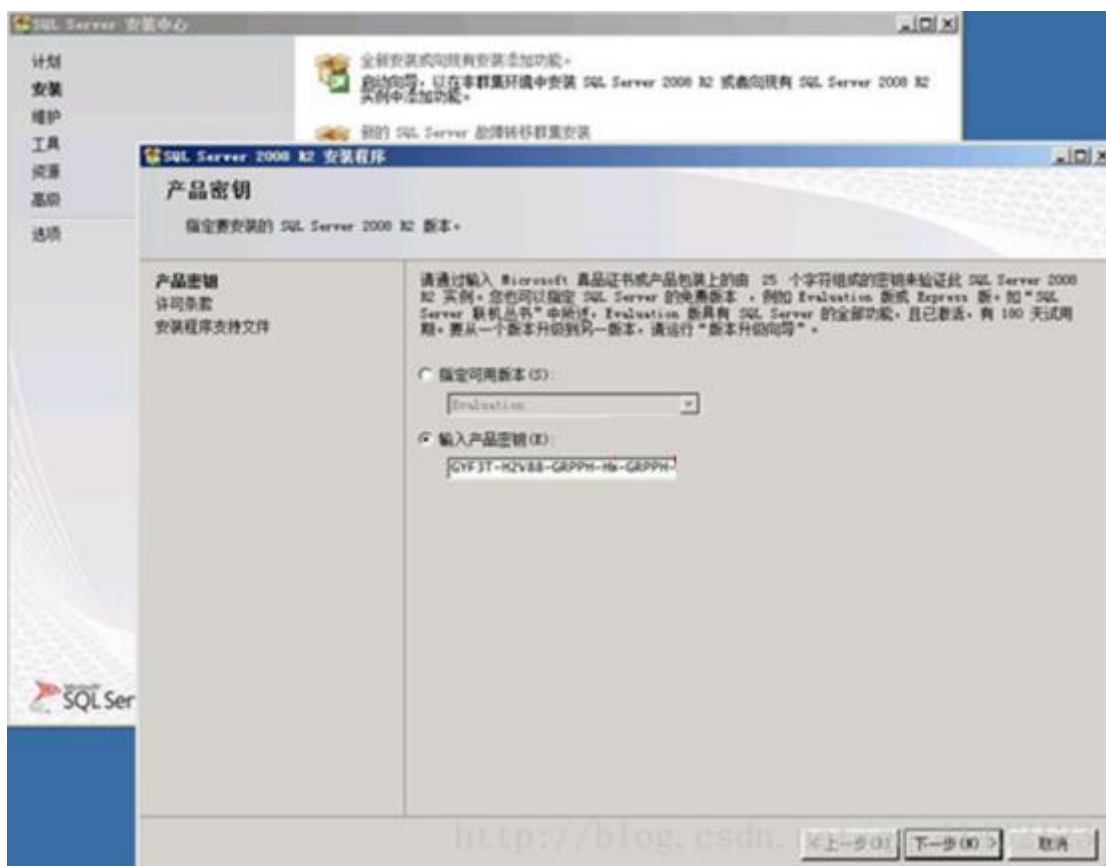 SQL Server 安装中心
计划
安装
维护
工具
资源
高级
选项
全新安装或向现有安装添加功能。
启动向导，以在非群集环境中安装 SQL Server 2008 R2 或者向现有 SQL Server 2008 R2
实例中添加功能。
新的 SQL Server 故障转移群集安装
SQL Server 2008 R2 安装程序
产品密钥
指定要安装的 SQL Server 2008 R2 版本。
产品密钥
许可条款
安装程序支持文件
请通过输入 Microsoft 真品证书或产品包装上的由 25 个字符组成的密钥来验证此 SQL Server 2008
R2 实例。您也可以指定 SQL Server 的免费版本，例如 Evaluation 版或 Express 版。如“SQL
Server 联机丛书”中所述，Evaluation 版具有 SQL Server 的全部功能，且已激活，有 180 天试用
期。要从一个版本升级到另一版本，请运行“版本升级向导”。
指定可用版本(S):
Evaluation
输入产品密钥(E):
GYF3T-H2V88-GRPPH-HW-GRPPH-
SQL Ser
http://blog.csdn.
<上一步(B)
下一步(N) >
取消